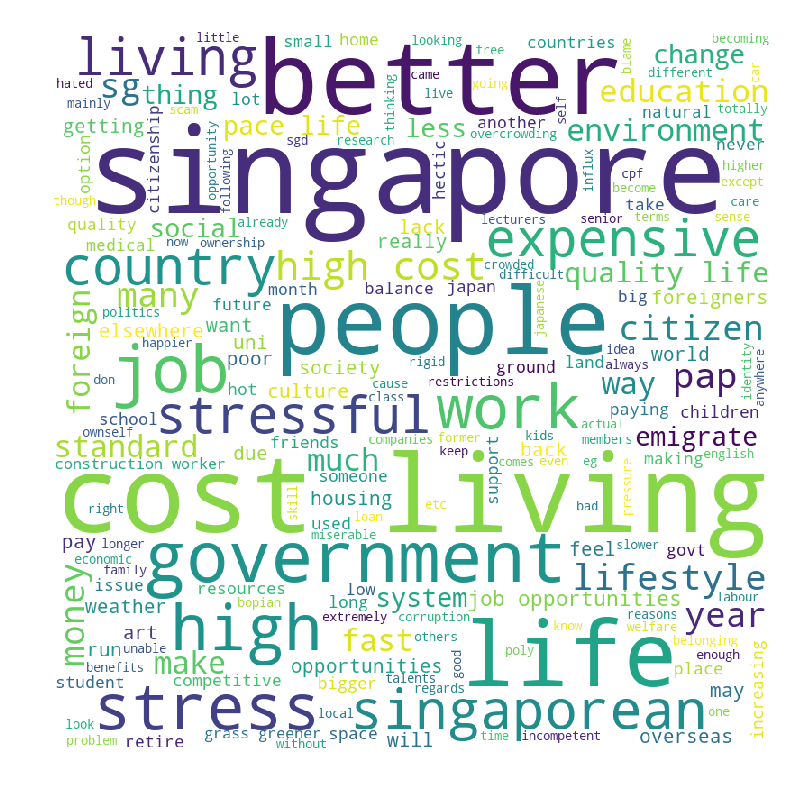 little
small home looking countries becoming
living better free change blame
hated sg thing lot came going thinking different car
mainly live self education
getting pace life less another natural totally
option citizenship opportunity following sgd research hectic overcrowding influx environment never
singapore cpf become higher
though except
quality social already lack lecturers take senior terms care sense
medical now ownership really expensive
country high cost crowded quality life
foreign many month balance japan difficult japanese big foreigners
politics future
elsewhere want people citizen
happier uni society rigid land idea world identity anywhere
don job poor hot culture cause class ground restrictions always way pap
school stressful work paying children
ownself friends companies former kids actual members emigrate
standard due keep back english
construction worker much someone support comes even eg making pressure
cost living
right skill housing used loan etc bad
miserable
pay longer government feel slower govt
economic family
money issue resources low lifestyle
weather bopian long system job opportunities labour
art extremely corruption reasons year
run unable high fast others life know welfare belonging
benefits make opportunities poly enough place
student competitive bigger talents good
regards may increasing
stress local singaporean one
look grass greener space will overseas
problem retire without time incompetent